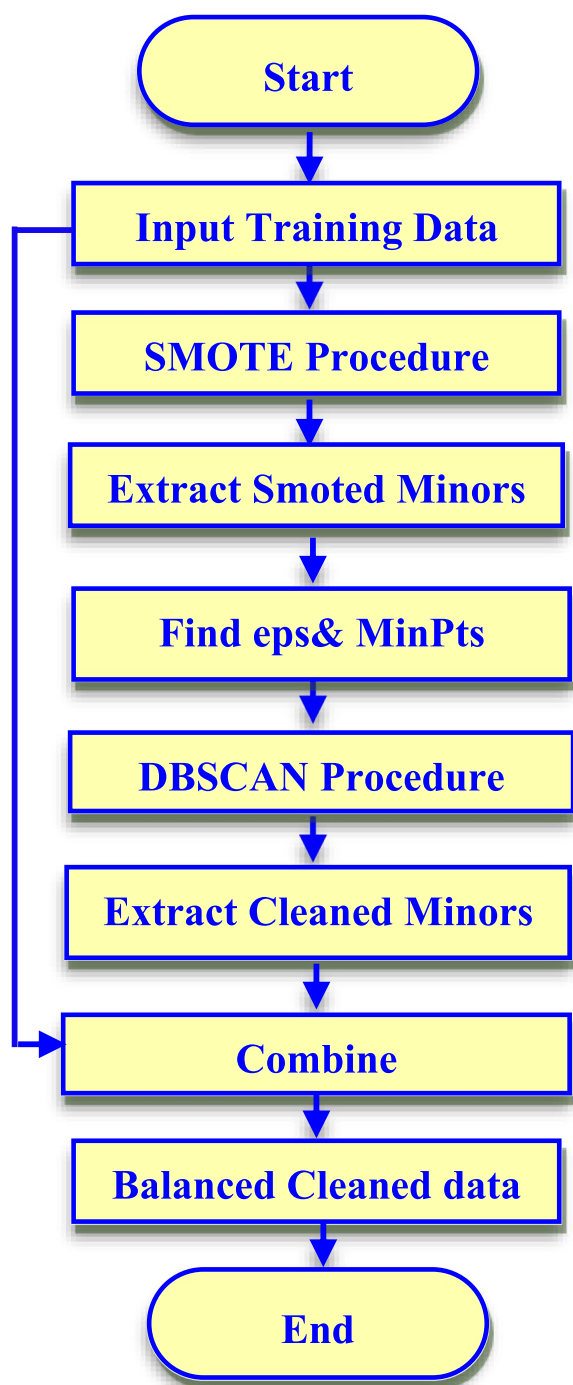 Start
Input Training Data
SMOTE Procedure
Extract Smoted Minors
Find eps& MinPts
DBSCAN Procedure
Extract Cleaned Minors
Combine
Balanced Cleaned data
End